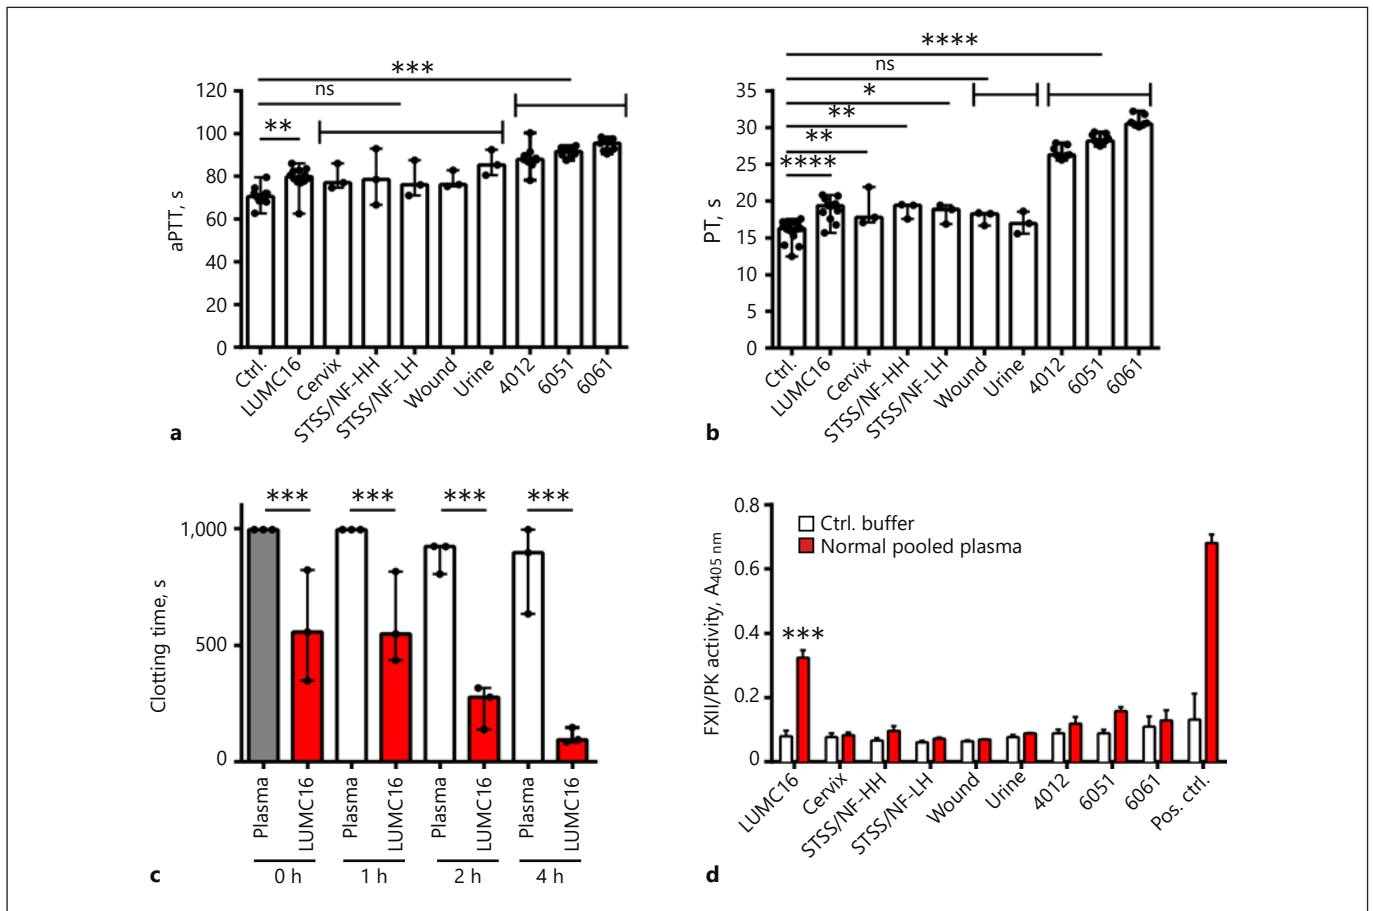 ***
ns
**
120
100
80
60
40
20
0
aPTT, s
Ctrl.
LUMC16
Cervix
STSS/NF-HH
STSS/NF-LH
Wound
Urine
4012
6051
6061
a
****
ns
*
**
**
****
35
30
25
20
15
10
5
0
PT, s
Ctrl.
LUMC16
Cervix
STSS/NF-HH
STSS/NF-LH
Wound
Urine
4012
6051
6061
b
*** *** *** ***
1,000
500
0
Clotting time, s
Plasma
LUMC16
Plasma
LUMC16
Plasma
LUMC16
Plasma
LUMC16
0 h 1 h 2 h 4 h
c
0.8
0.6
0.4
0.2
0
FXII/PK activity, A405 nm
Ctrl. buffer
Normal pooled plasma
***
LUMC16
Cervix
STSS/NF-HH
STSS/NF-LH
Wound
Urine
4012
6051
6061
Pos. ctrl.
d